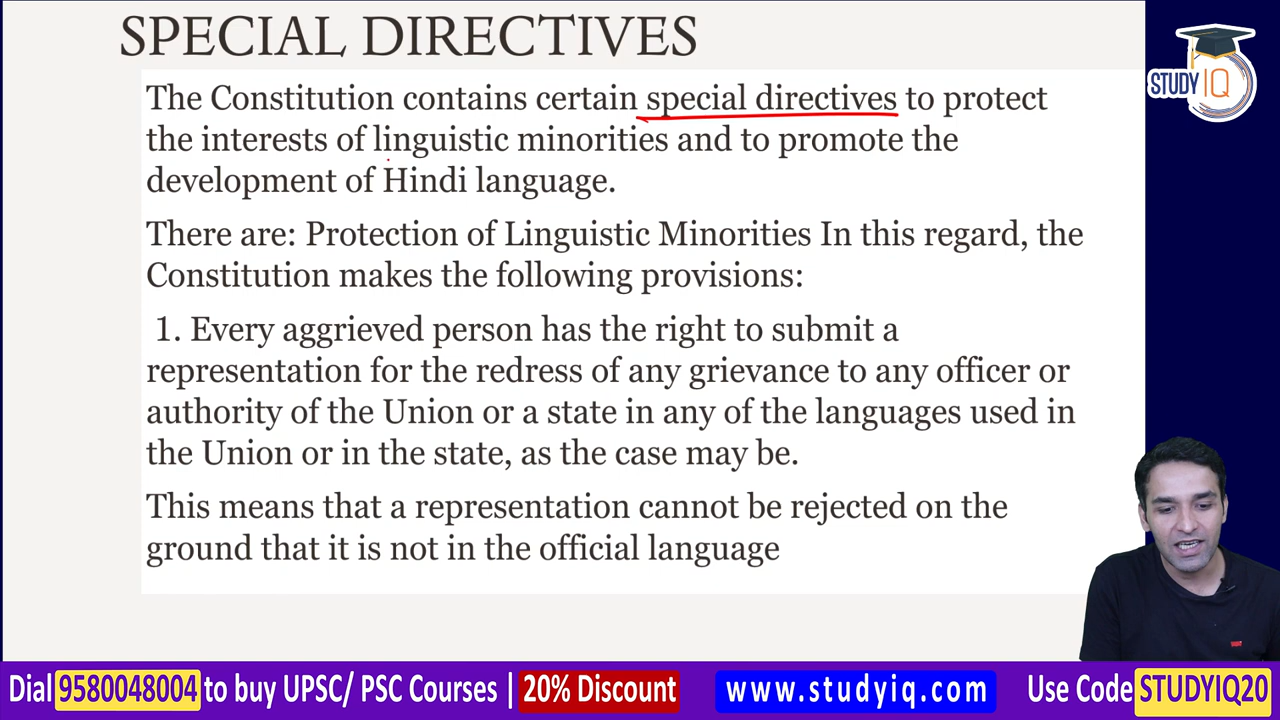 SPECIAL DIRECTIVES
STUDY IQ
The Constitution contains certain special directives to protect
the interests of linguistic minorities and to promote the
development of Hindi language.
There are: Protection of Linguistic Minorities In this regard, the
Constitution makes the following provisions:
1. Every aggrieved person has the right to submit a
representation for the redress of any grievance to any officer or
authority of the Union or a state in any of the languages used in
the Union or in the state, as the case may be.
This means that a representation cannot be rejected on the
ground that it is not in the official language
Dial 9580048004 to buy UPSC/ PSC Courses | 20% Discount www.studyiq.com Use Code STUDYIQ20